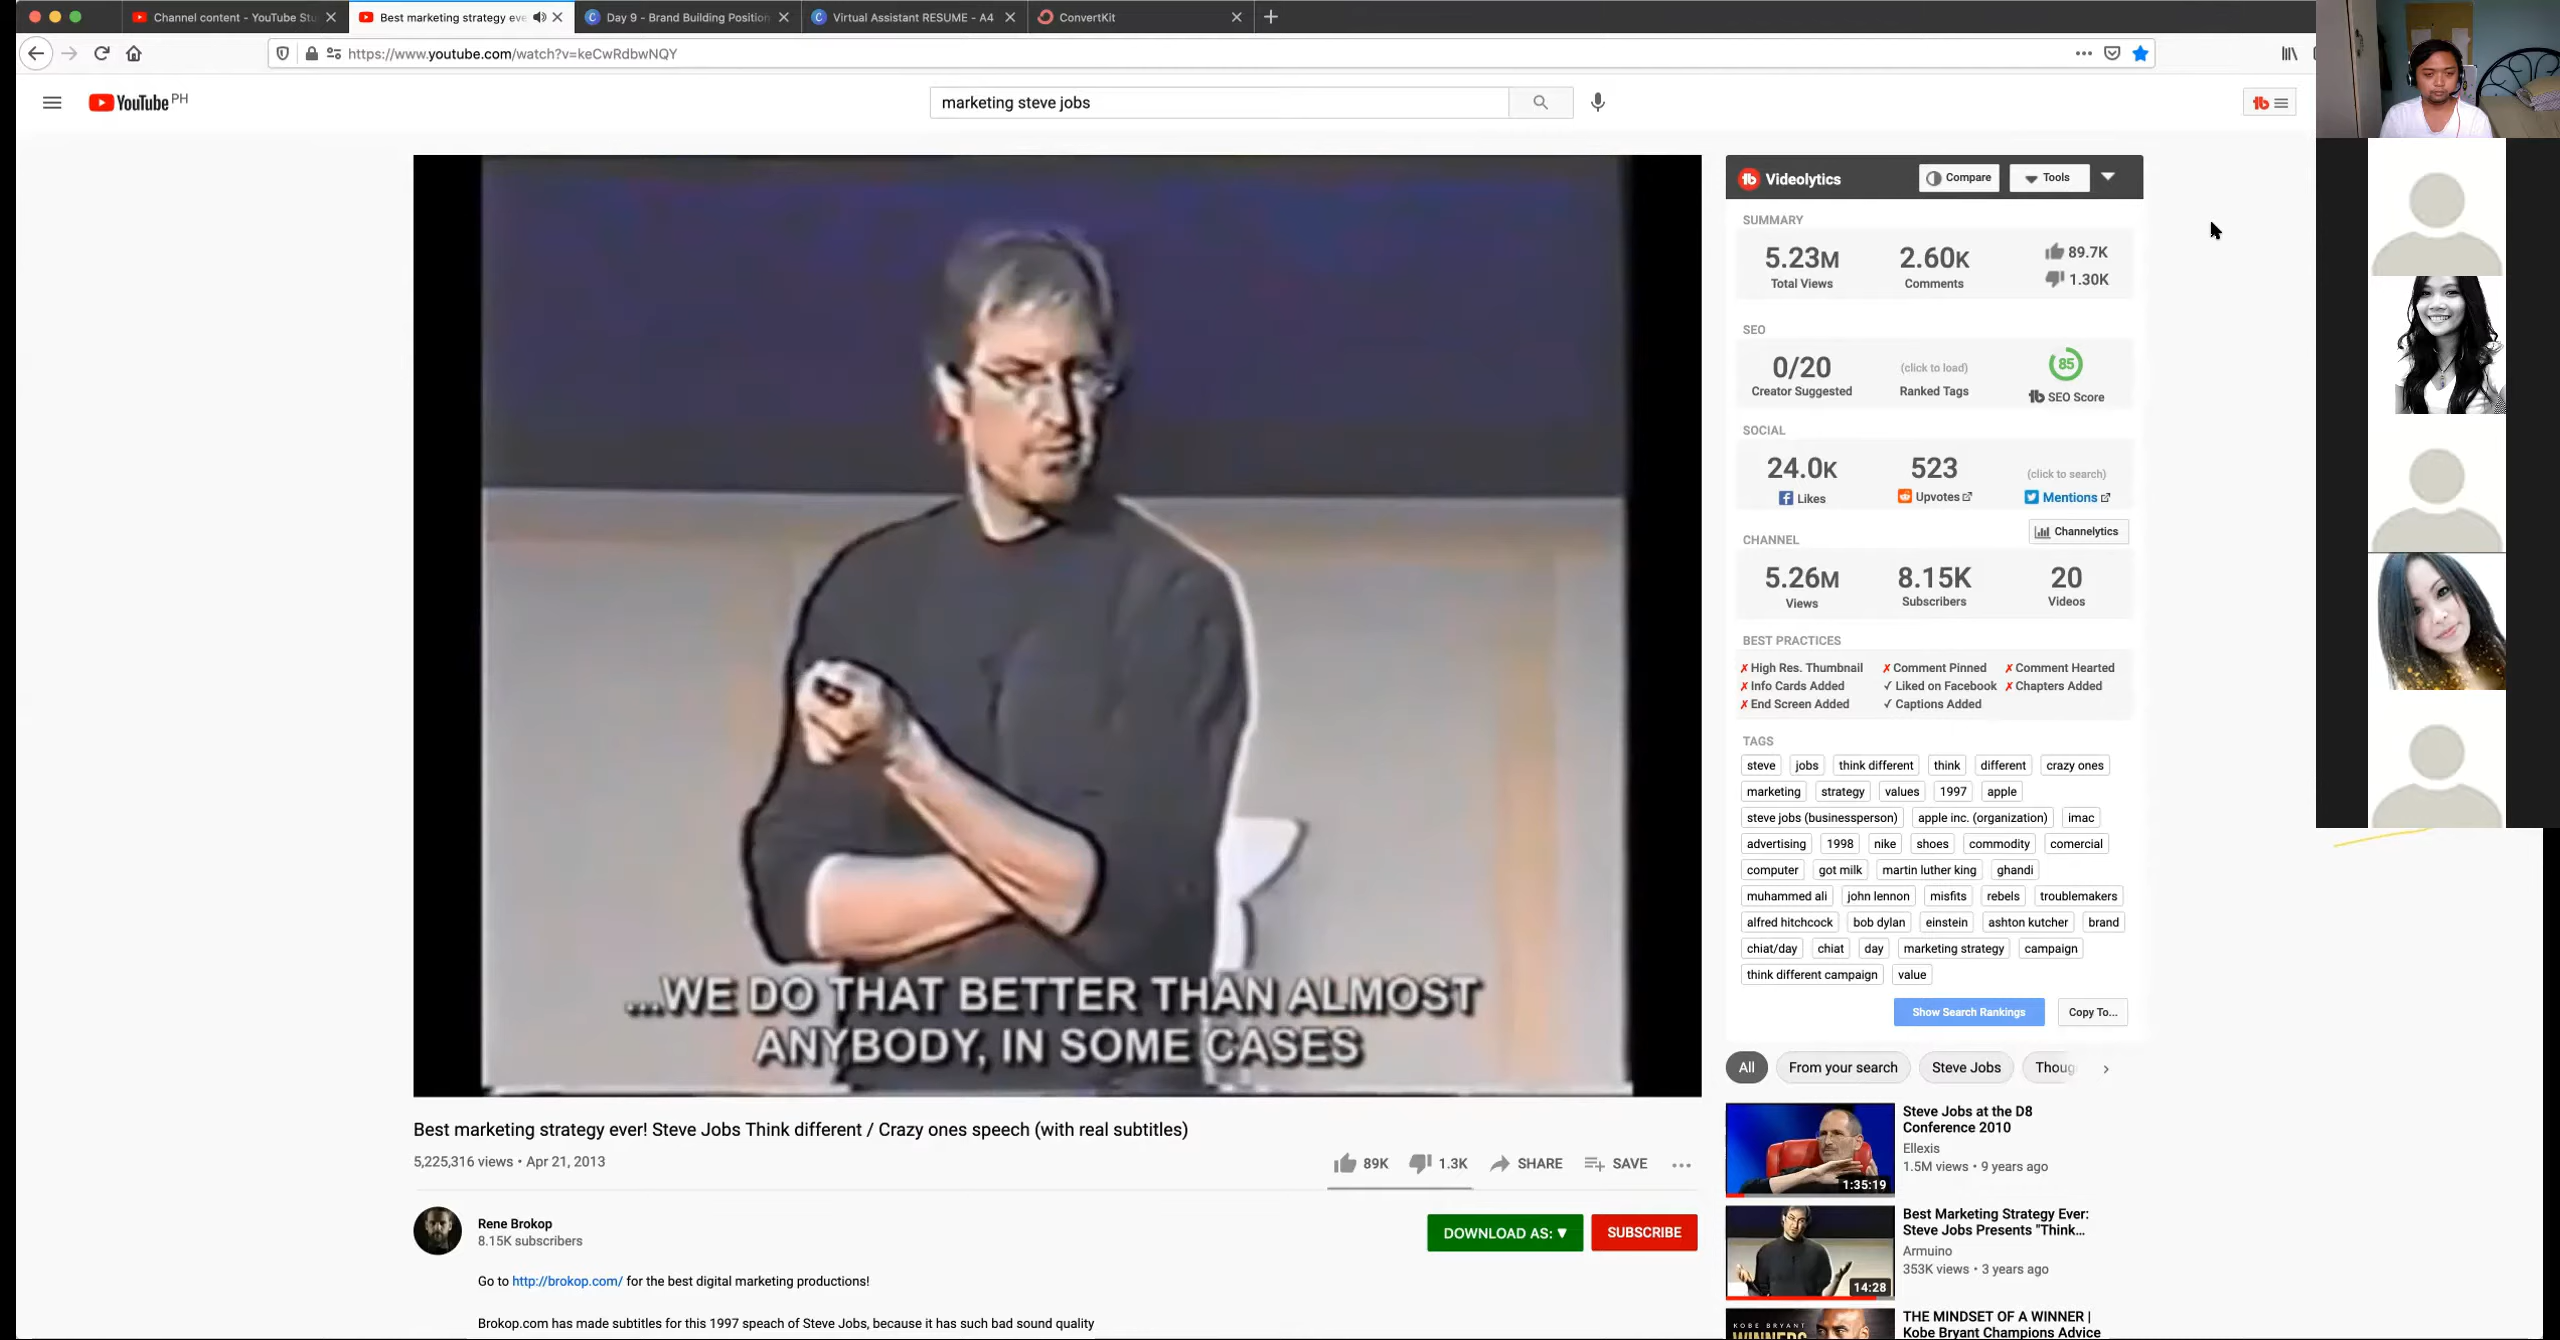 Channel content - YouTube Stu
Best marketing strategy eve
Day 9 - Brand Building Position
Virtual Assistant RESUME - A4
ConvertKit
https://www.youtube.com/watch?v=keCwRdbwNQY
YouTube PH
marketing steve jobs
...WE DO THAT BETTER THAN ALMOST
ANYBODY, IN SOME CASES
Best marketing strategy ever! Steve Jobs Think different / Crazy ones speech (with real subtitles)
5,225,316 views • Apr 21, 2013
89K 1.3K SHARE SAVE
Rene Brokop
8.15K subscribers
DOWNLOAD AS: ▼ SUBSCRIBE
Go to http://brokop.com/ for the best digital marketing productions!
Brokop.com has made subtitles for this 1997 speach of Steve Jobs, because it has such bad sound quality
Videolytics Compare Tools
SUMMARY
5.23M 2.60K 89.7K
Total Views Comments 1.30K
SEO
0/20 (click to load) 85
Creator Suggested Ranked Tags SEO Score
SOCIAL
24.0K 523 (click to search)
Likes Upvotes Mentions
CHANNEL Channelytics
5.26M 8.15K 20
Views Subscribers Videos
BEST PRACTICES
✗ High Res. Thumbnail ✗ Comment Pinned ✗ Comment Hearted
✗ Info Cards Added ✓ Liked on Facebook ✗ Chapters Added
✗ End Screen Added ✓ Captions Added
TAGS
steve jobs think different think different crazy ones
marketing strategy values 1997 apple
steve jobs (businessperson) apple inc. (organization) imac
advertising 1998 nike shoes commodity comercial
computer got milk martin luther king ghandi
muhammed ali john lennon misfits rebels troublemakers
alfred hitchcock bob dylan einstein ashton kutcher brand
chiat/day chiat day marketing strategy campaign
think different campaign value
Show Search Rankings Copy To...
All From your search Steve Jobs Thoug
Steve Jobs at the D8
Conference 2010
Ellexis
1.5M views • 9 years ago
1:35:19
Best Marketing Strategy Ever:
Steve Jobs Presents "Think...
Armuino
353K views • 3 years ago
14:28
THE MINDSET OF A WINNER |
Kobe Bryant Champions Advice
KOBE BRYANT